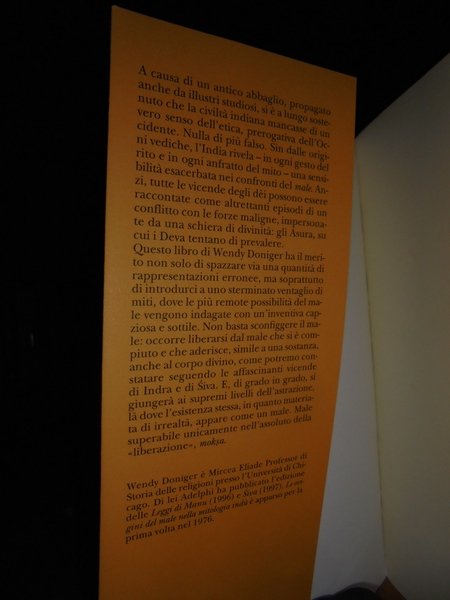 A causa di un antico abbaglio, propagato
anche da illustri studiosi, si è a lungo soste-
nuto che la civiltà indiana mancasse di un
vero senso dell'etica, prerogativa dell'Oc-
cidente. Nulla di più falso. Sin dalle origi-
ni vediche, l'India rivela – in ogni gesto del
rito e in ogni anfratto del mito – una sensi-
bilità esacerbata nei confronti del male. An-
zi, tutte le vicende degli dèi possono essere
raccontate come altrettanti episodi di un
conflitto con le forze maligne, impersona-
te da una schiera di divinità: gli Asura, su
cui i Deva tentano di prevalere.
Questo libro di Wendy Doniger ha il meri-
to non solo di spazzare via una quantità di
rappresentazioni erronee, ma soprattutto
di introdurci a uno sterminato ventaglio di
miti, dove le più remote possibilità del ma-
le vengono indagate con un'inventiva cap-
ziosa e sottile. Non basta sconfiggere il ma-
le: occorre liberarsi dal male che si è com-
piuto e che aderisce, simile a una sostanza,
anche al corpo divino, come potremo con-
statare seguendo le affascinanti vicende
di Indra e di Śiva. E, di grado in grado, si
giungerà ai supremi livelli dell'astrazione,
là dove l'esistenza stessa, in quanto materia-
ta di irrealtà, appare come un male. Male
superabile unicamente nell'assoluto della
«liberazione», mokṣa.
Wendy Doniger è Mircea Eliade Professor di
Storia delle religioni presso l'Università di Chi-
cago. Di lei Adelphi ha pubblicato l'edizione
delle Leggi di Manu (1996) e Śiva (1997). Le ori-
gini del male nella mitologia indù è apparso per la
prima volta nel 1976.